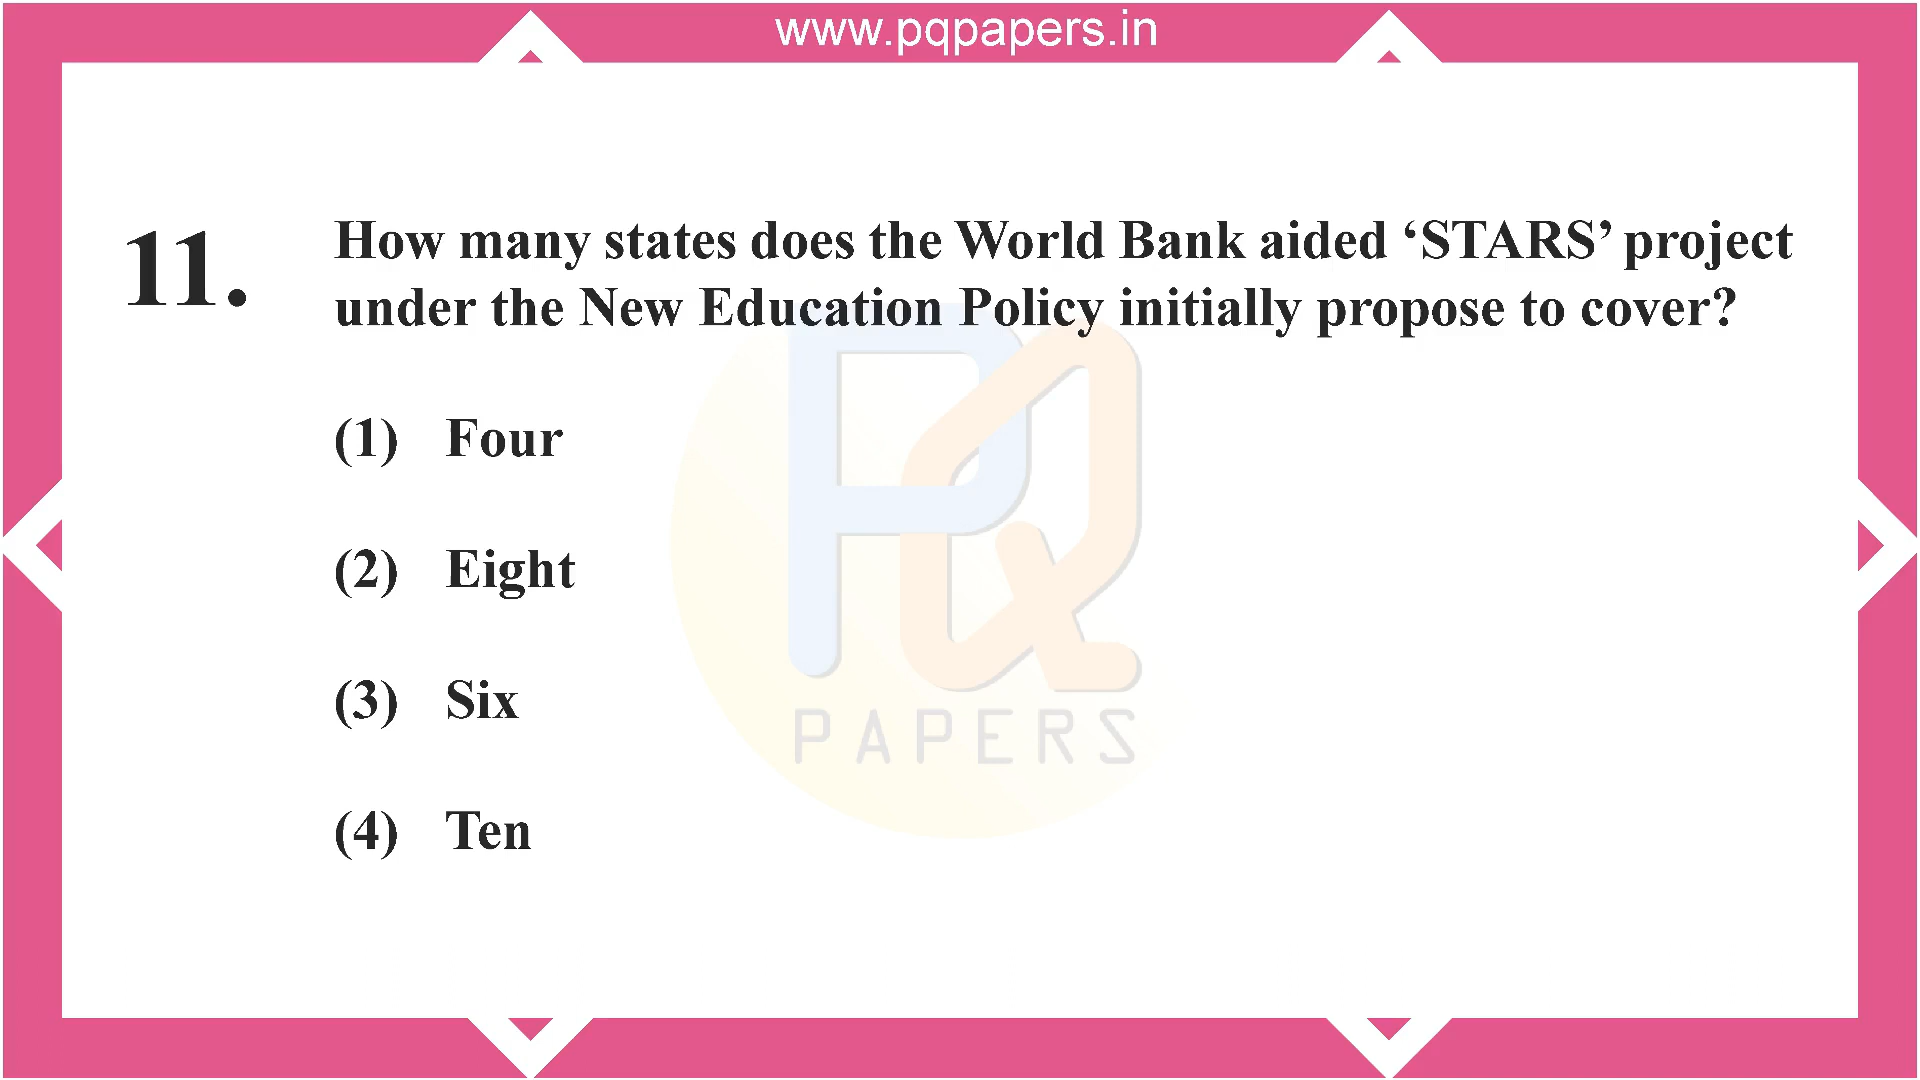 www.pqpapers.in
11.
How many states does the World Bank aided ‘STARS’ project
under the New Education Policy initially propose to cover?
(1) Four
(2) Eight
(3) Six
(4) Ten
PQ
PAPERS